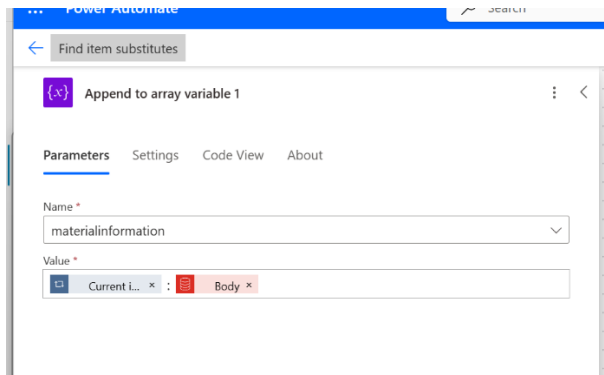 ... Power Automate
Search
Find item substitutes
{x} Append to array variable 1
Parameters Settings Code View About
Name *
materialinformation
Value *
Current i... × : Body ×